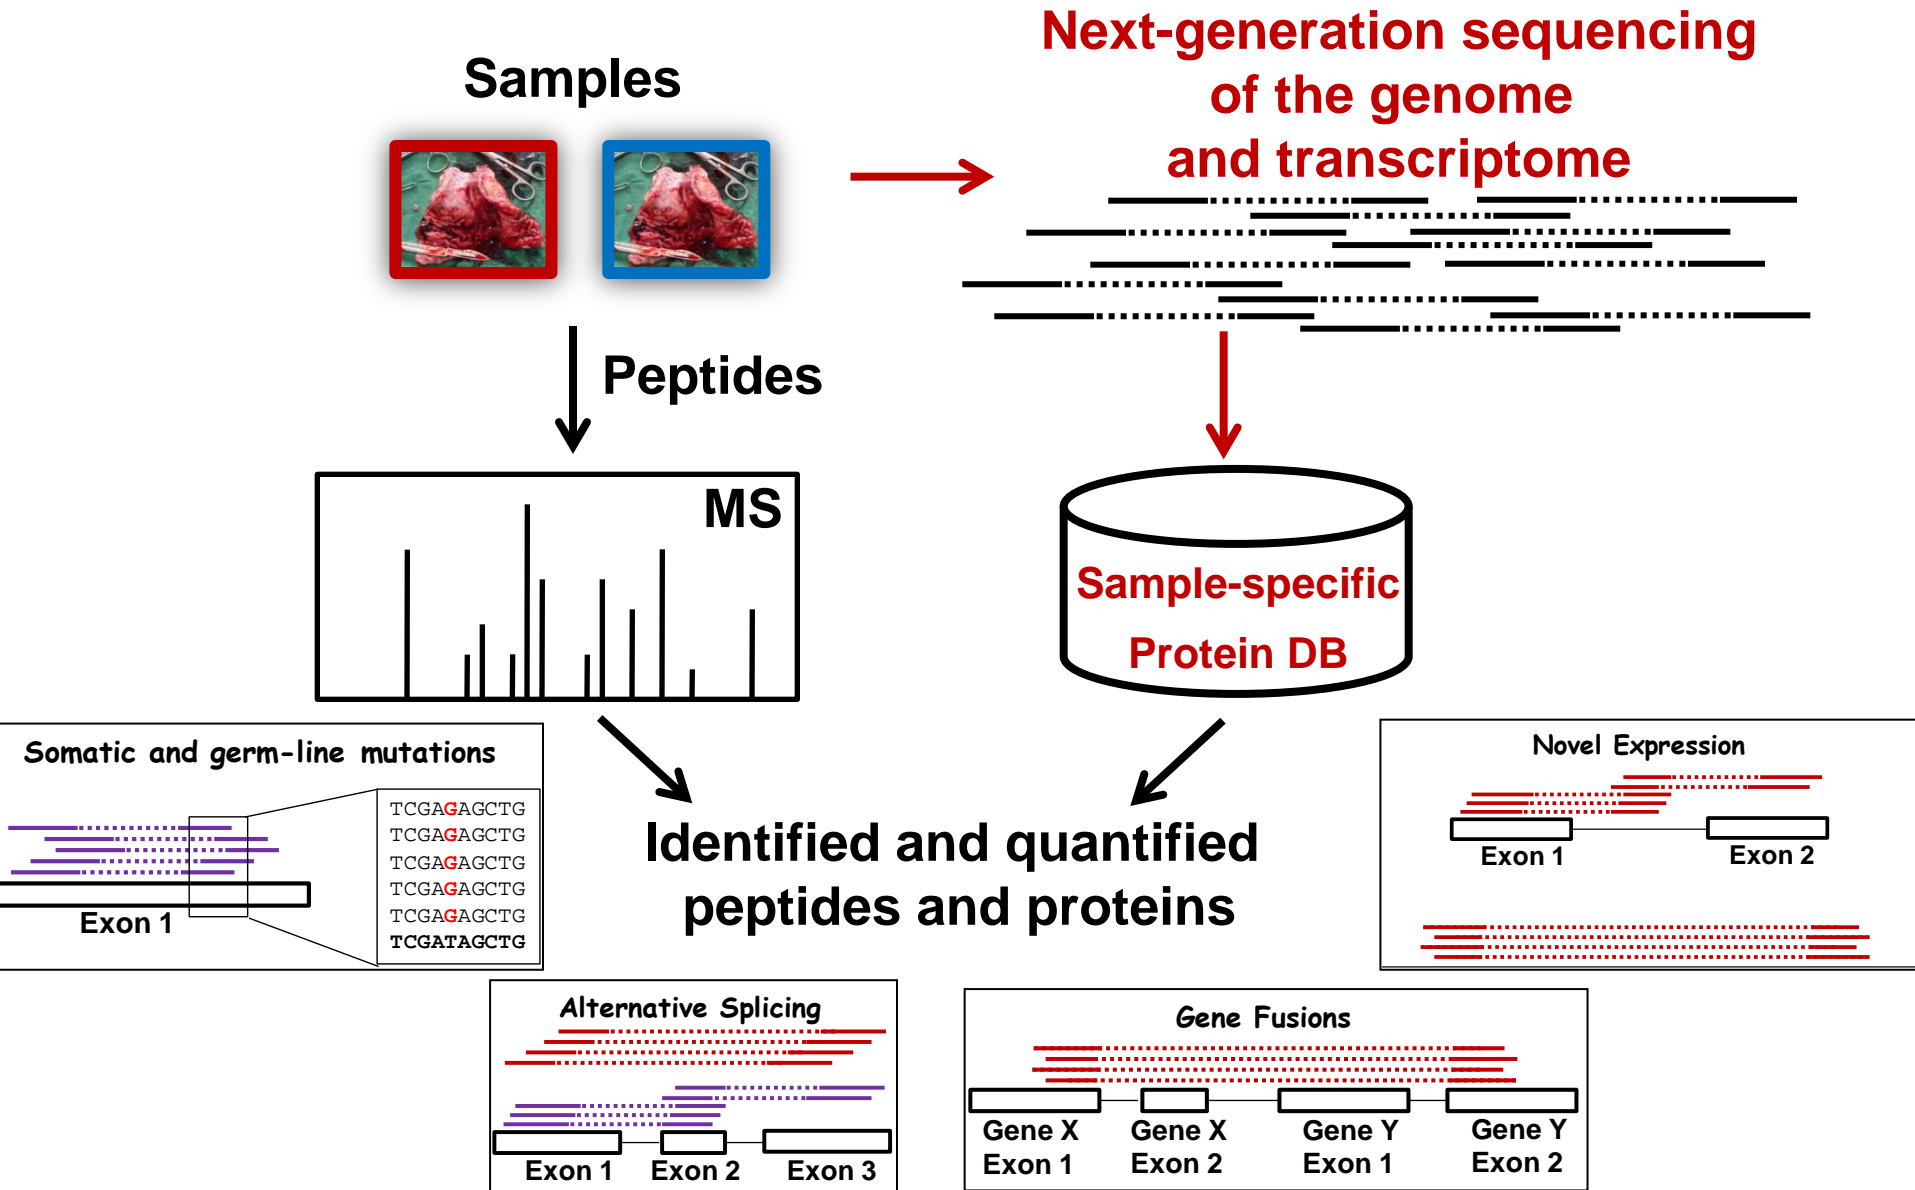 Next-generation sequencing
of the genome
and transcriptome
Samples
Peptides
MS
Sample-specific
Protein DB
Identified and quantified
peptides and proteins
Somatic and germ-line mutations
TCGAGAGCTG
TCGAGAGCTG
TCGAGAGCTG
TCGAGAGCTG
TCGAGAGCTG
TCGATAGCTG
Exon 1
Novel Expression
Exon 1
Exon 2
Alternative Splicing
Exon 1
Exon 2
Exon 3
Gene Fusions
Gene X
Exon 1
Gene X
Exon 2
Gene Y
Exon 1
Gene Y
Exon 2